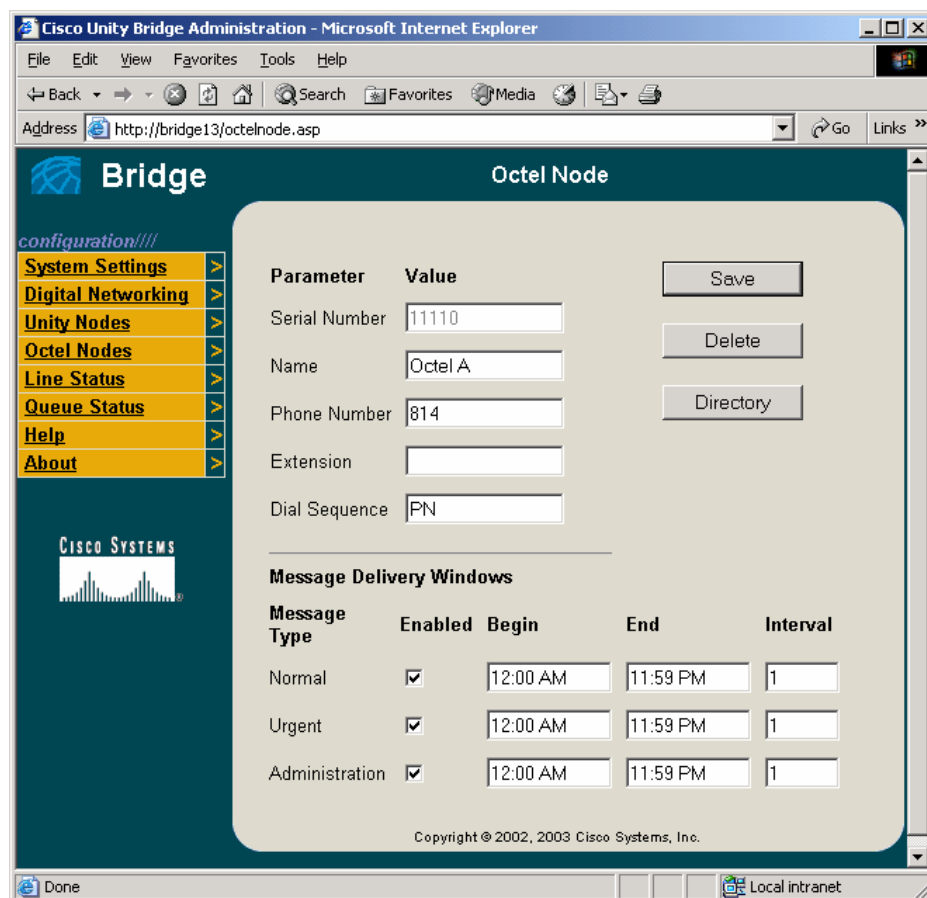 Cisco Unity Bridge Administration - Microsoft Internet Explorer
File Edit View Favorites Tools Help
Back Search Favorites Media
Address http://bridge13/octelnode.asp Go Links »
Bridge
Octel Node
configuration////
System Settings >
Digital Networking >
Unity Nodes >
Octel Nodes >
Line Status >
Queue Status >
Help >
About >
CISCO SYSTEMS
®
Parameter Value
Serial Number 11110
Name Octel A
Phone Number 814
Extension
Dial Sequence PN
Save
Delete
Directory
Message Delivery Windows
Message Type Enabled Begin End Interval
Normal 12:00 AM 11:59 PM 1
Urgent 12:00 AM 11:59 PM 1
Administration 12:00 AM 11:59 PM 1
Copyright © 2002, 2003 Cisco Systems, Inc.
Done Local intranet